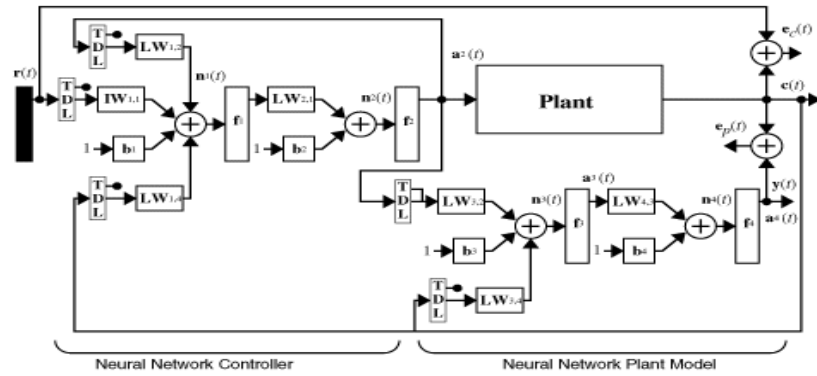 T D L
LW1,2
a2(t)
ec(t)
r(t)
n1(t)
n2(t)
c(t)
T D L
IW1,1
LW2,1
Plant
f1
f2
1
b1
1
b2
ep(t)
T D L
LW1,4
a3(t)
n3(t)
n4(t)
y(t)
T D L
LW3,2
LW4,3
a4(t)
f3
f4
1
b3
1
b4
T D L
LW3,4
Neural Network Controller
Neural Network Plant Model